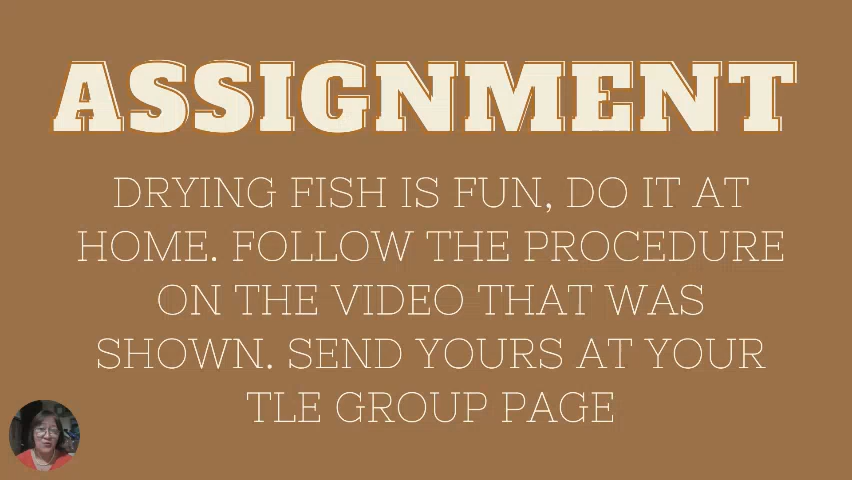 ASSIGNMENT
DRYING FISH IS FUN, DO IT AT
HOME. FOLLOW THE PROCEDURE
ON THE VIDEO THAT WAS
SHOWN. SEND YOURS AT YOUR
TLE GROUP PAGE